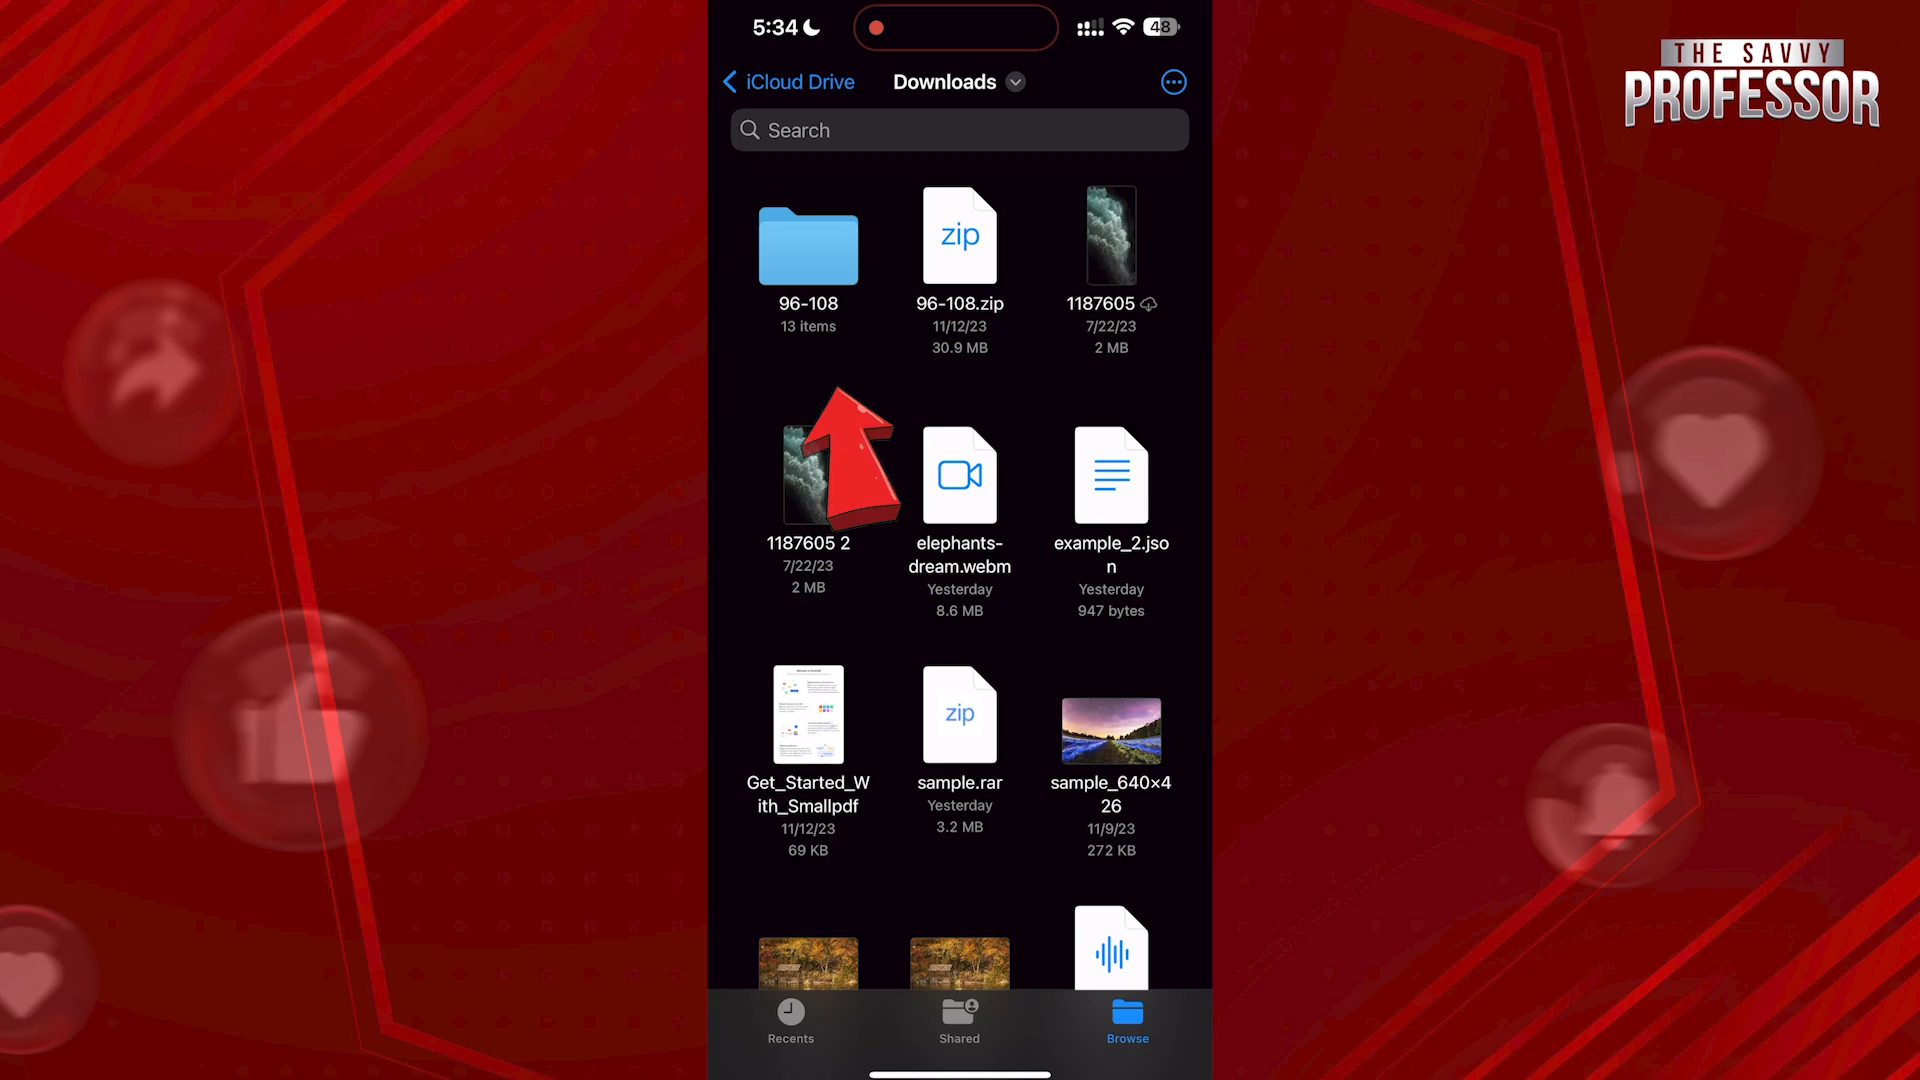 5:34
48
THE SAVVY
PROFESSOR
iCloud Drive
Downloads
Search
zip
96-108
13 items
96-108.zip
11/12/23
30.9 MB
1187605
7/22/23
2 MB
1187605 2
7/22/23
2 MB
elephants-
dream.webm
Yesterday
8.6 MB
example_2.jso
n
Yesterday
947 bytes
zip
Get_Started_W
ith_Smallpdf
11/12/23
69 KB
sample.rar
Yesterday
3.2 MB
sample_640×4
26
11/9/23
272 KB
Recents
Shared
Browse